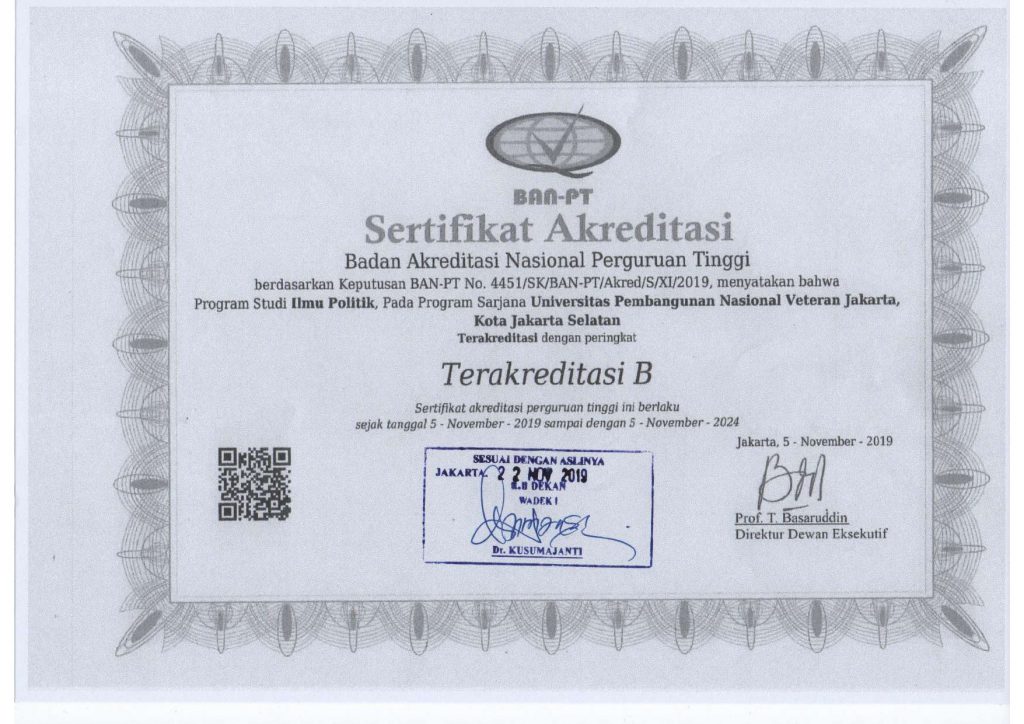 BAN-PT
Sertifikat Akreditasi
Badan Akreditasi Nasional Perguruan Tinggi
berdasarkan Keputusan BAN-PT No. 4451/SK/BAN-PT/Akred/S/XI/2019, menyatakan bahwa
Program Studi Ilmu Politik, Pada Program Sarjana Universitas Pembangunan Nasional Veteran Jakarta,
Kota Jakarta Selatan
Terakreditasi dengan peringkat
Terakreditasi B
Sertifikat akreditasi perguruan tinggi ini berlaku
sejak tanggal 5 - November - 2019 sampai dengan 5 - November - 2024
Jakarta, 5 - November - 2019
SESUAI DENGAN ASLINYA
JAKARTA. 22 NOV 2019
DEKAN
WADEK I
Dr. KUSUMAJANTI
Prof. T. Basaruddin
Direktur Dewan Eksekutif